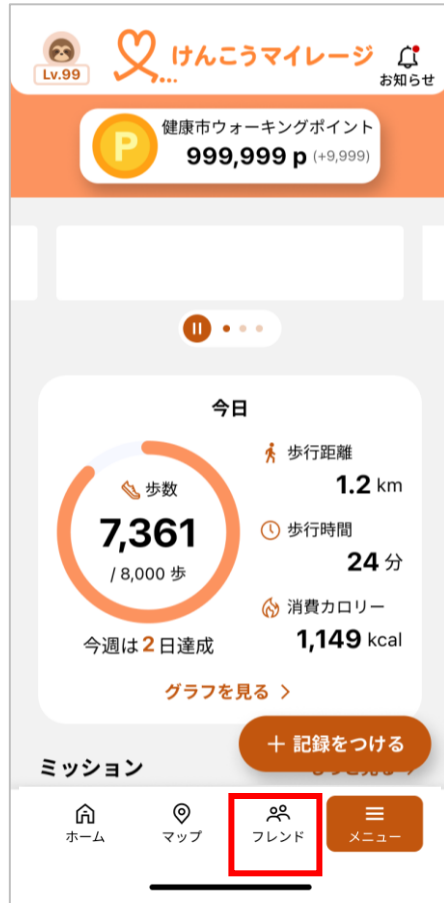 けんこうマイレージ
Lv.99
お知らせ
P
健康市ウォーキングポイント
999,999 p (+9,999)
今日
歩数
7,361
/ 8,000 歩
今週は2日達成
歩行距離
1.2 km
歩行時間
24 分
消費カロリー
1,149 kcal
グラフを見る >
+ 記録をつける
ミッション
ホーム
マップ
フレンド
メニュー